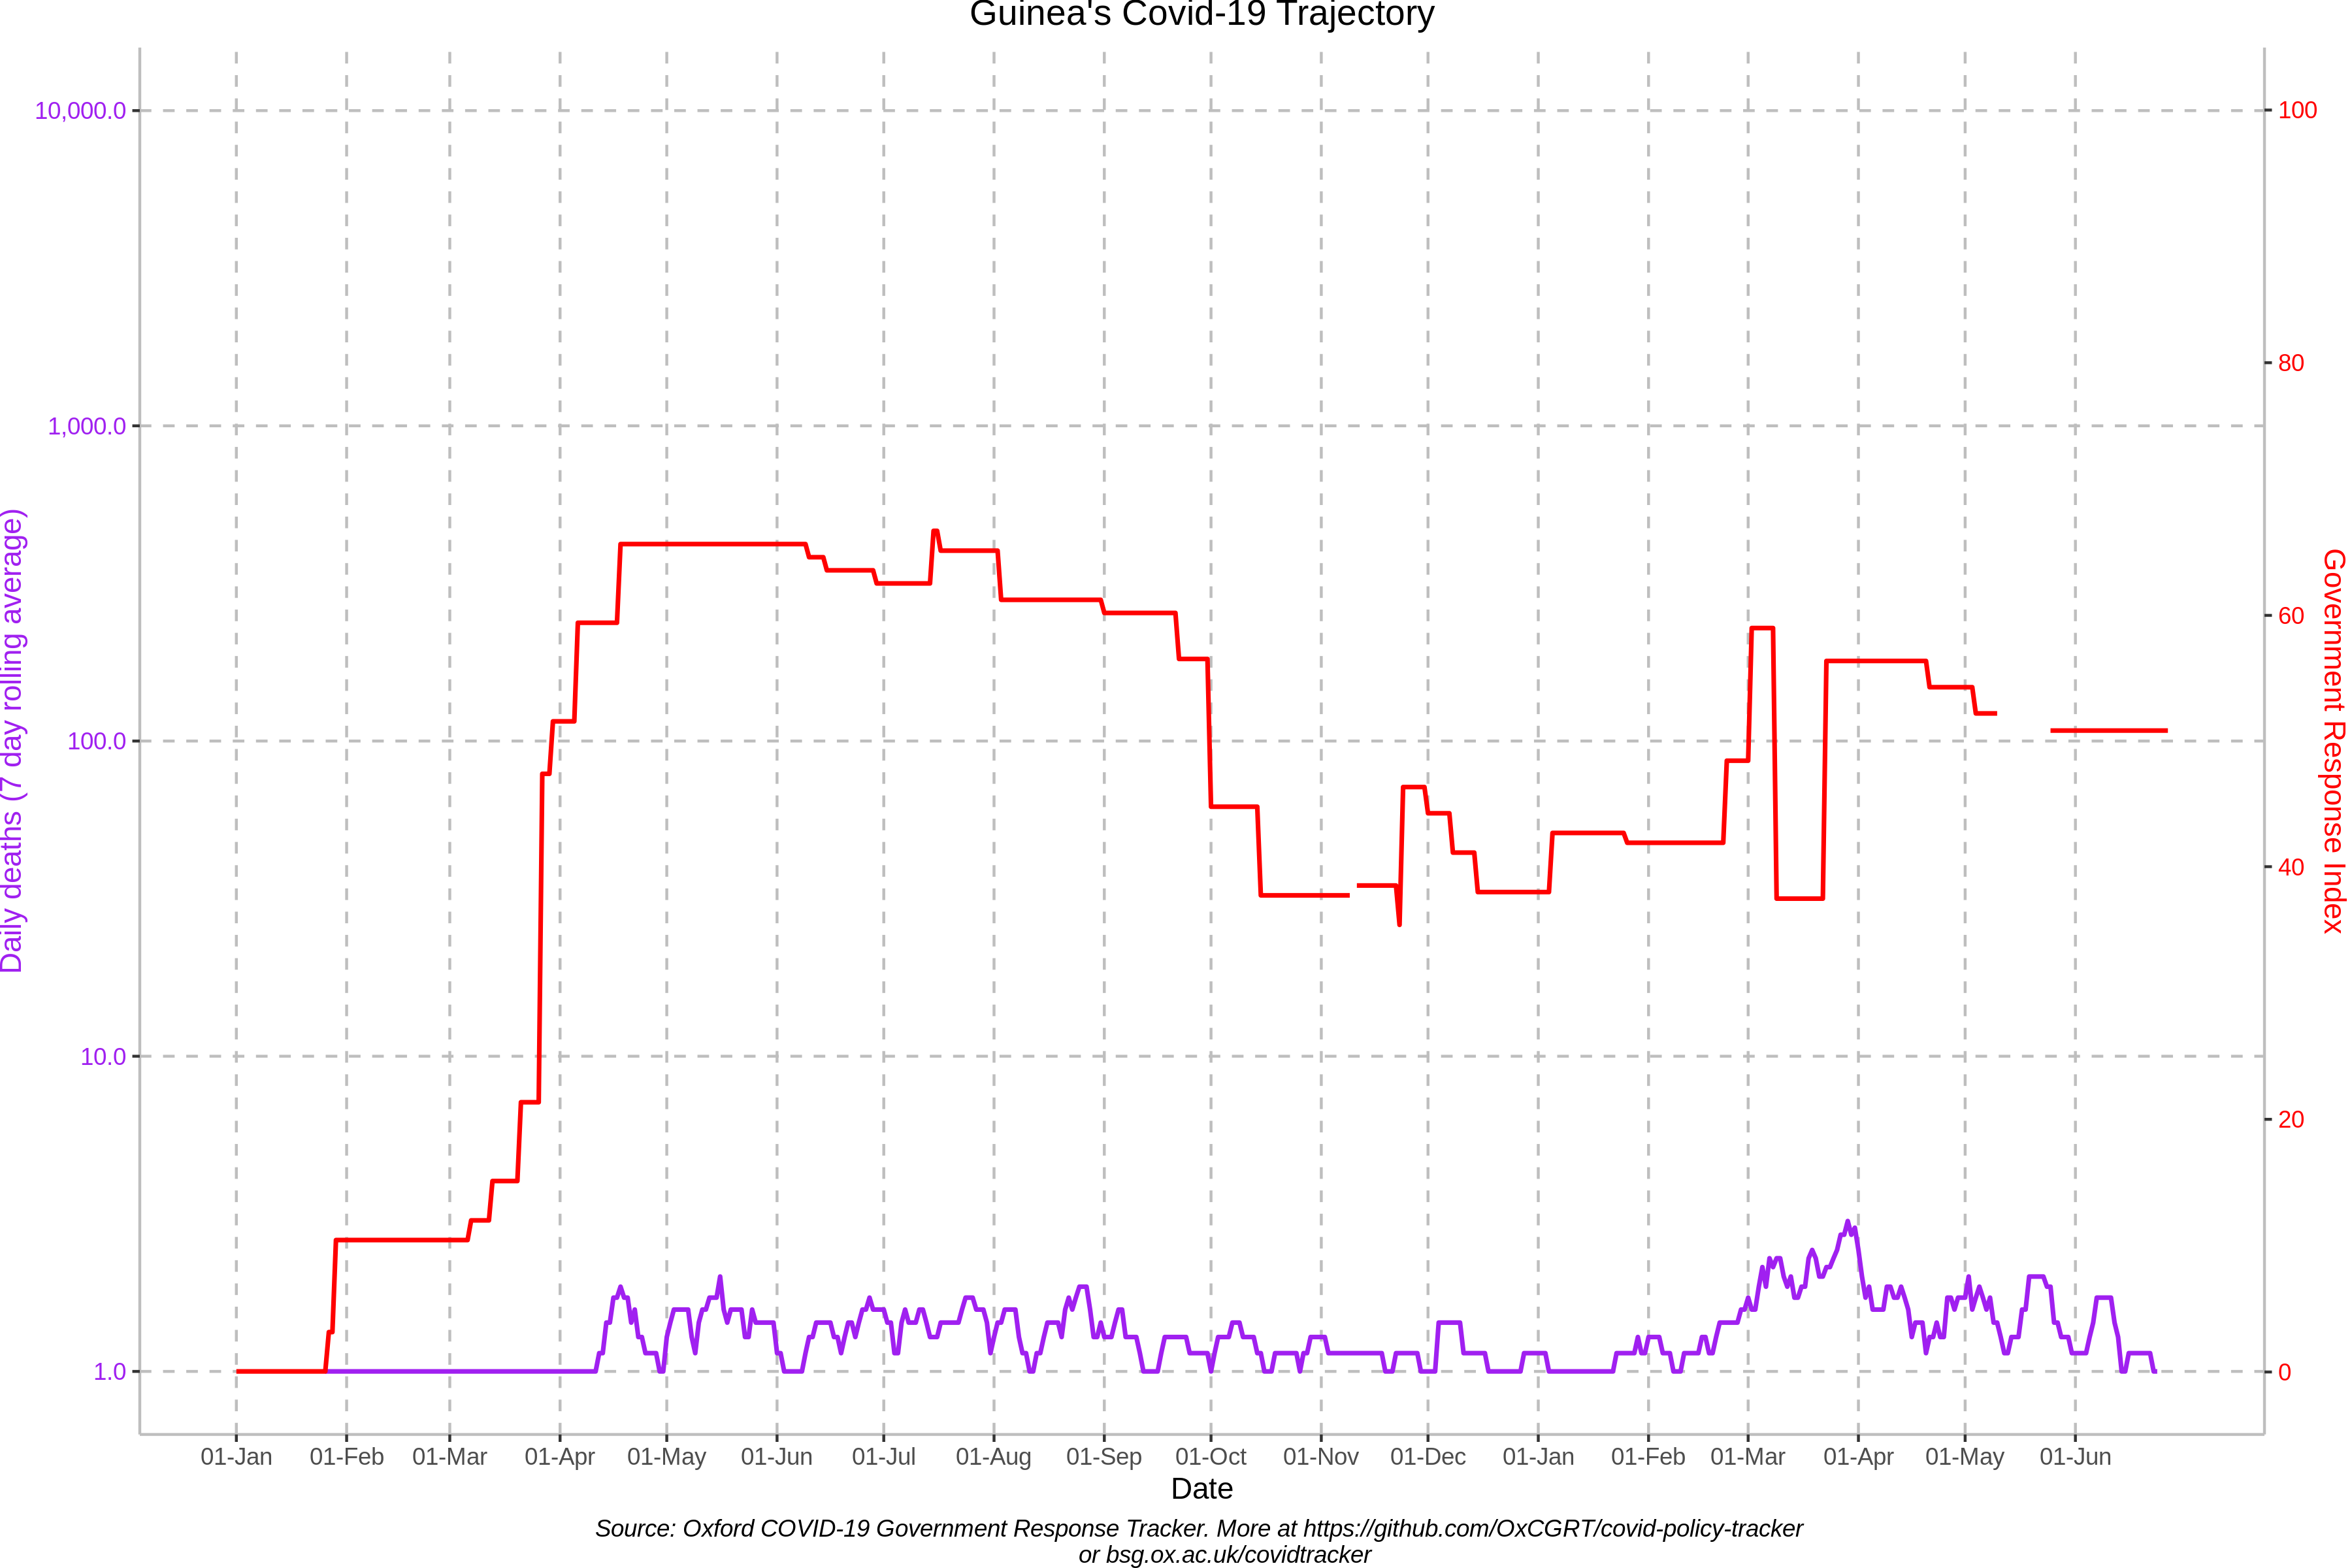 Guinea's Covid-19 Trajectory
10,000.0
1,000.0
100.0
10.0
1.0
Daily deaths (7 day rolling average)
100
80
60
40
20
0
Government Response Index
01-Jan 01-Feb 01-Mar 01-Apr 01-May 01-Jun 01-Jul 01-Aug 01-Sep 01-Oct 01-Nov 01-Dec 01-Jan 01-Feb 01-Mar 01-Apr 01-May 01-Jun
Date
Source: Oxford COVID-19 Government Response Tracker. More at https://github.com/OxCGRT/covid-policy-tracker
or bsg.ox.ac.uk/covidtracker